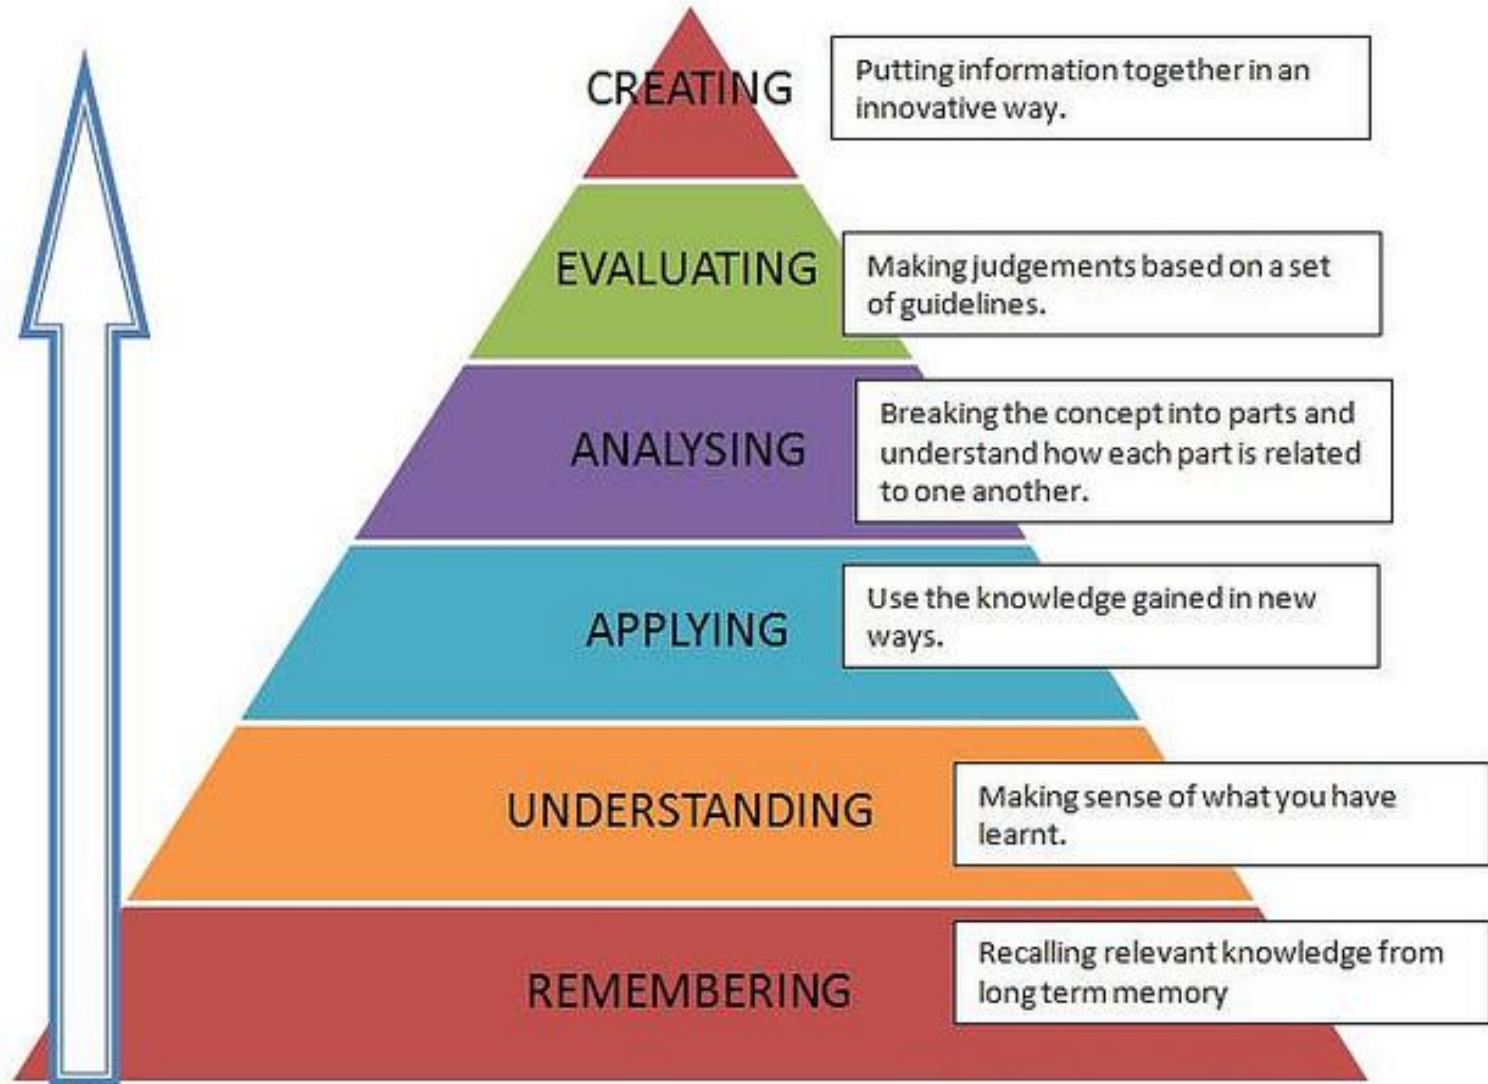 CREATING
Putting information together in an
innovative way.
EVALUATING
Making judgements based on a set
of guidelines.
ANALYSING
Breaking the concept into parts and
understand how each part is related
to one another.
APPLYING
Use the knowledge gained in new
ways.
UNDERSTANDING
Making sense of what you have
learnt.
REMEMBERING
Recalling relevant knowledge from
long term memory